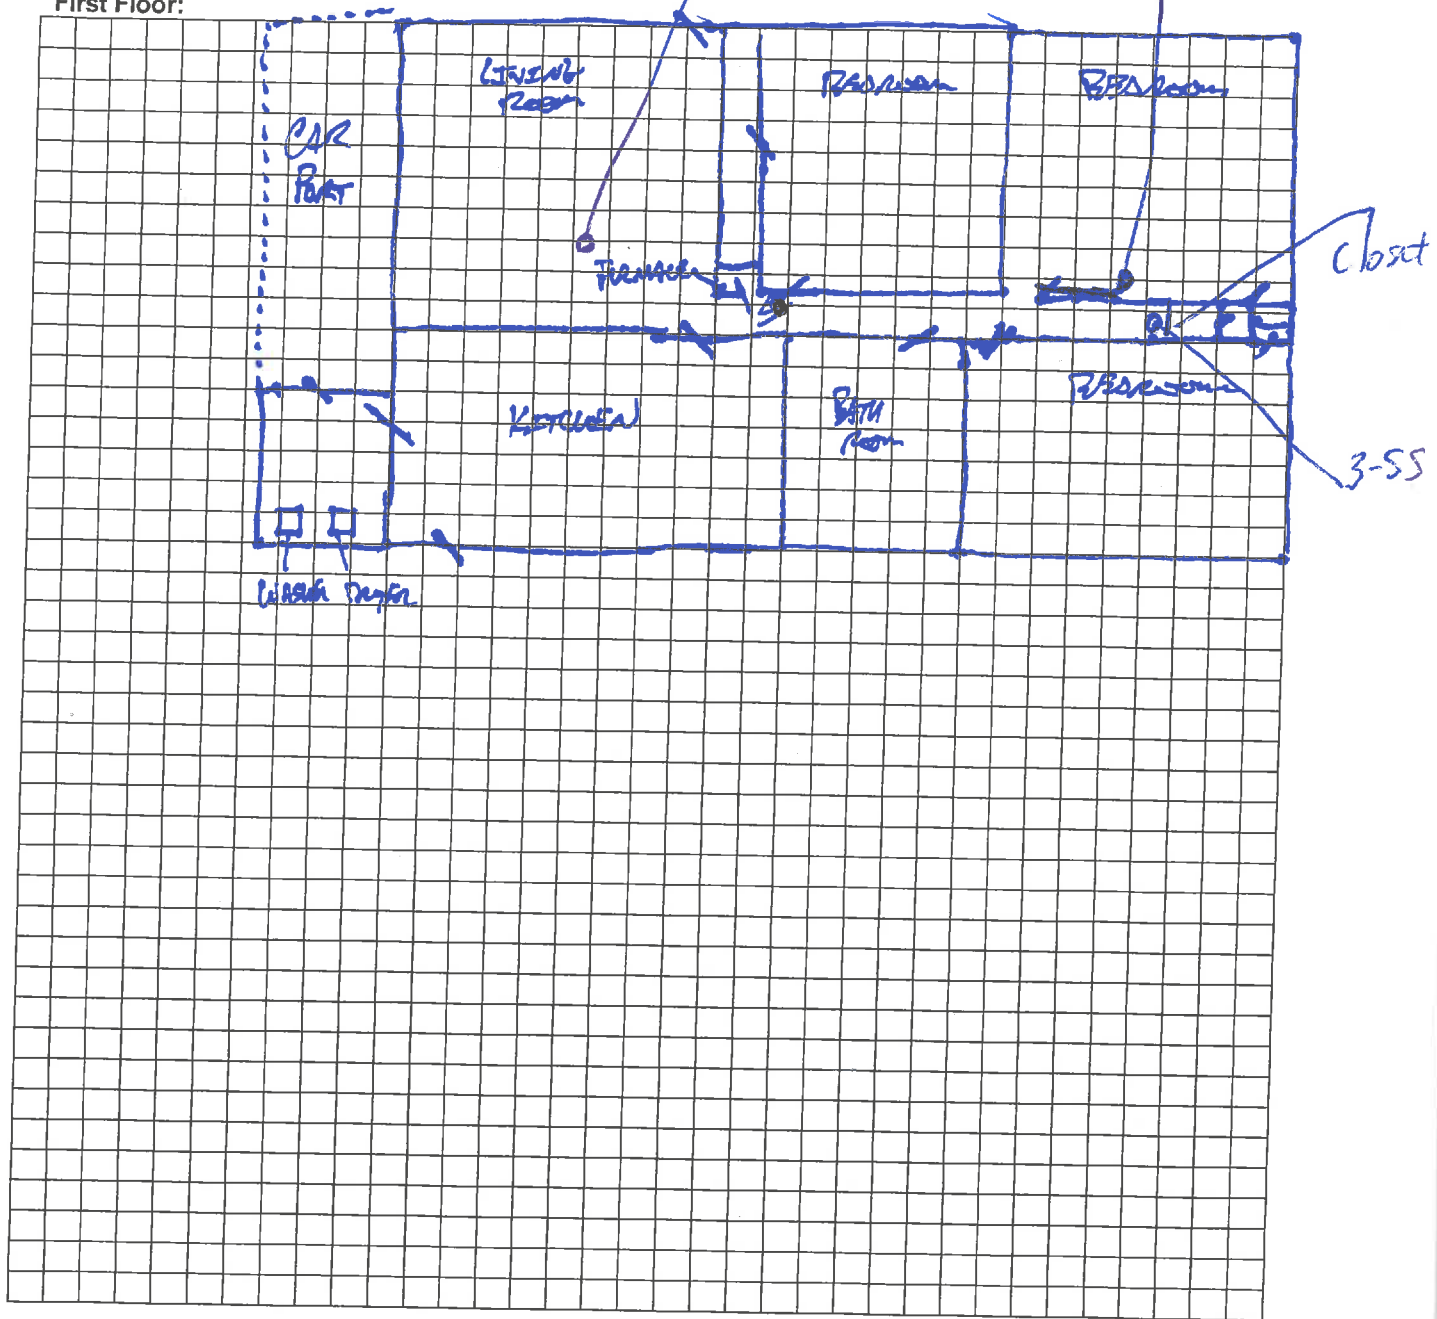 First Floor:
LIVING
ROOM
BEDROOM
BEDROOM
CAR
PORT
Closet
FURNACE
BEDROOM
KITCHEN
BATH
ROOM
3-SS
WASHER DRYER